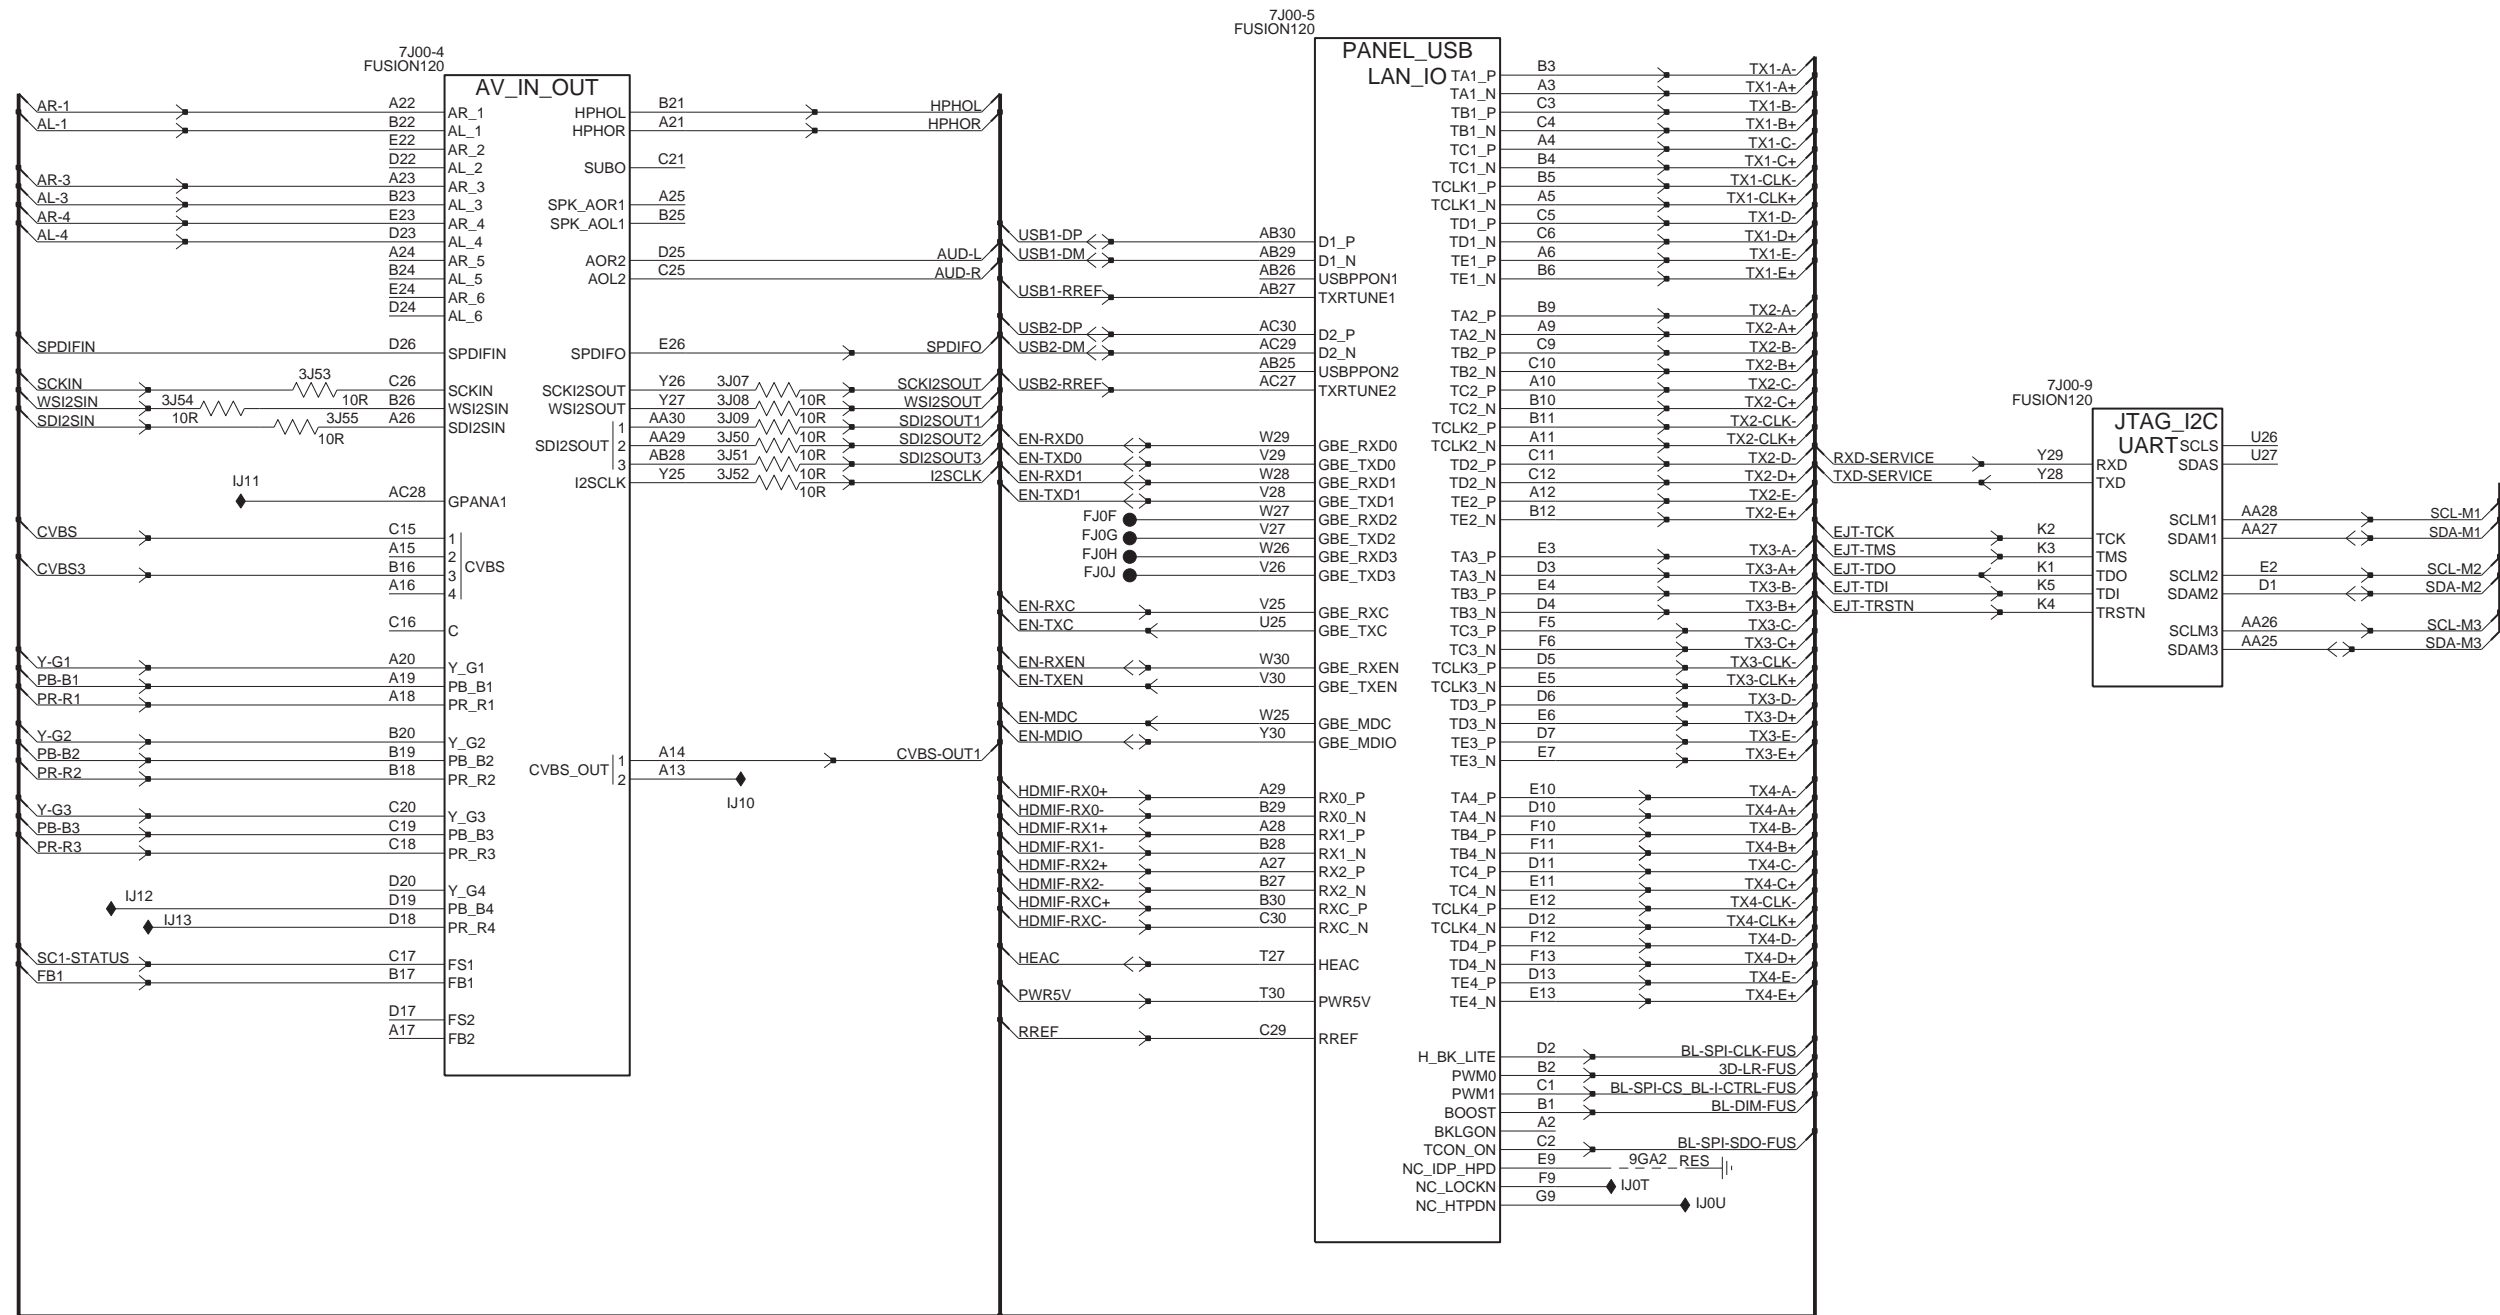 7J00-4
FUSION120
AV_IN_OUT
AR-1 A22 AR_1
AL-1 B22 AL_1
E22 AR_2
D22 AL_2
AR-3 A23 AR_3
AL-3 B23 AL_3
AR-4 E23 AR_4
AL-4 D23 AL_4
A24 AR_5
B24 AL_5
E24 AR_6
D24 AL_6
SPDIFIN D26 SPDIFIN
SCKIN 3J53 10R C26 SCKIN
WSI2SIN 3J54 10R B26 WSI2SIN
SDI2SIN 3J55 10R A26 SDI2SIN
IJ11 AC28 GPANA1
CVBS C15 1
A15 2
CVBS
CVBS3 B16 3
A16 4
C16 C
Y-G1 A20 Y_G1
PB-B1 A19 PB_B1
PR-R1 A18 PR_R1
Y-G2 B20 Y_G2
PB-B2 B19 PB_B2
PR-R2 B18 PR_R2
Y-G3 C20 Y_G3
PB-B3 C19 PB_B3
PR-R3 C18 PR_R3
D20 Y_G4
IJ12 D19 PB_B4
IJ13 D18 PR_R4
SC1-STATUS C17 FS1
FB1 B17 FB1
D17 FS2
A17 FB2
HPHOL B21 HPHOL
HPHOR A21 HPHOR
SUBO C21
SPK_AOR1 A25
SPK_AOL1 B25
AOR2 D25 AUD-L
AOL2 C25 AUD-R
SPDIFO E26 SPDIFO
SCKI2SOUT Y26 3J07 SCKI2SOUT
WSI2SOUT Y27 3J08 10R WSI2SOUT
1 AA30 3J09 10R SDI2SOUT1
SDI2SOUT 2 AA29 3J50 10R SDI2SOUT2
3 AB28 3J51 10R SDI2SOUT3
I2SCLK Y25 3J52 10R I2SCLK
10R
CVBS_OUT 1 A14 CVBS-OUT1
2 A13 IJ10
7J00-5
FUSION120
PANEL_USB
LAN_IO
USB1-DP AB30 D1_P
USB1-DM AB29 D1_N
AB26 USBPPON1
USB1-RREF AB27 TXRTUNE1
USB2-DP AC30 D2_P
USB2-DM AC29 D2_N
AB25 USBPPON2
USB2-RREF AC27 TXRTUNE2
EN-RXD0 W29 GBE_RXD0
EN-TXD0 V29 GBE_TXD0
EN-RXD1 W28 GBE_RXD1
EN-TXD1 V28 GBE_TXD1
FJ0F W27 GBE_RXD2
FJ0G V27 GBE_TXD2
FJ0H W26 GBE_RXD3
FJ0J V26 GBE_TXD3
EN-RXC V25 GBE_RXC
EN-TXC U25 GBE_TXC
EN-RXEN W30 GBE_RXEN
EN-TXEN V30 GBE_TXEN
EN-MDC W25 GBE_MDC
EN-MDIO Y30 GBE_MDIO
HDMIF-RX0+ A29 RX0_P
HDMIF-RX0- B29 RX0_N
HDMIF-RX1+ A28 RX1_P
HDMIF-RX1- B28 RX1_N
HDMIF-RX2+ A27 RX2_P
HDMIF-RX2- B27 RX2_N
HDMIF-RXC+ B30 RXC_P
HDMIF-RXC- C30 RXC_N
HEAC T27 HEAC
PWR5V T30 PWR5V
RREF C29 RREF
TA1_P B3 TX1-A-
TA1_N A3 TX1-A+
TB1_P C3 TX1-B-
TB1_N C4 TX1-B+
TC1_P A4 TX1-C-
TC1_N B4 TX1-C+
TCLK1_P B5 TX1-CLK-
TCLK1_N A5 TX1-CLK+
TD1_P C5 TX1-D-
TD1_N C6 TX1-D+
TE1_P A6 TX1-E-
TE1_N B6 TX1-E+
TA2_P B9 TX2-A-
TA2_N A9 TX2-A+
TB2_P C9 TX2-B-
TB2_N C10 TX2-B+
TC2_P A10 TX2-C-
TC2_N B10 TX2-C+
TCLK2_P B11 TX2-CLK-
TCLK2_N A11 TX2-CLK+
TD2_P C11 TX2-D-
TD2_N C12 TX2-D+
TE2_P A12 TX2-E-
TE2_N B12 TX2-E+
TA3_P E3 TX3-A-
TA3_N D3 TX3-A+
TB3_P E4 TX3-B-
TB3_N D4 TX3-B+
TC3_P F5 TX3-C-
TC3_N F6 TX3-C+
TCLK3_P D5 TX3-CLK-
TCLK3_N E5 TX3-CLK+
TD3_P D6 TX3-D-
TD3_N E6 TX3-D+
TE3_P D7 TX3-E-
TE3_N E7 TX3-E+
TA4_P E10 TX4-A-
TA4_N D10 TX4-A+
TB4_P F10 TX4-B-
TB4_N F11 TX4-B+
TC4_P D11 TX4-C-
TC4_N E11 TX4-C+
TCLK4_P E12 TX4-CLK-
TCLK4_N D12 TX4-CLK+
TD4_P F12 TX4-D-
TD4_N F13 TX4-D+
TE4_P D13 TX4-E-
TE4_N E13 TX4-E+
H_BK_LITE D2 BL-SPI-CLK-FUS
PWM0 B2 3D-LR-FUS
PWM1 C1 BL-SPI-CS_BL-I-CTRL-FUS
BOOST B1 BL-DIM-FUS
BKLGON A2
TCON_ON C2 BL-SPI-SDO-FUS
NC_IDP_HPD E9 9GA2 RES
NC_LOCKN F9 IJ0T
NC_HTPDN G9 IJ0U
7J00-9
FUSION120
JTAG_I2C
UART
RXD-SERVICE Y29 RXD
TXD-SERVICE Y28 TXD
EJT-TCK K2 TCK
EJT-TMS K3 TMS
EJT-TDO K1 TDO
EJT-TDI K5 TDI
EJT-TRSTN K4 TRSTN
SCLS U26
SDAS U27
SCLM1 AA28 SCL-M1
SDAM1 AA27 SDA-M1
SCLM2 E2 SCL-M2
SDAM2 D1 SDA-M2
SCLM3 AA26 SCL-M3
SDAM3 AA25 SDA-M3